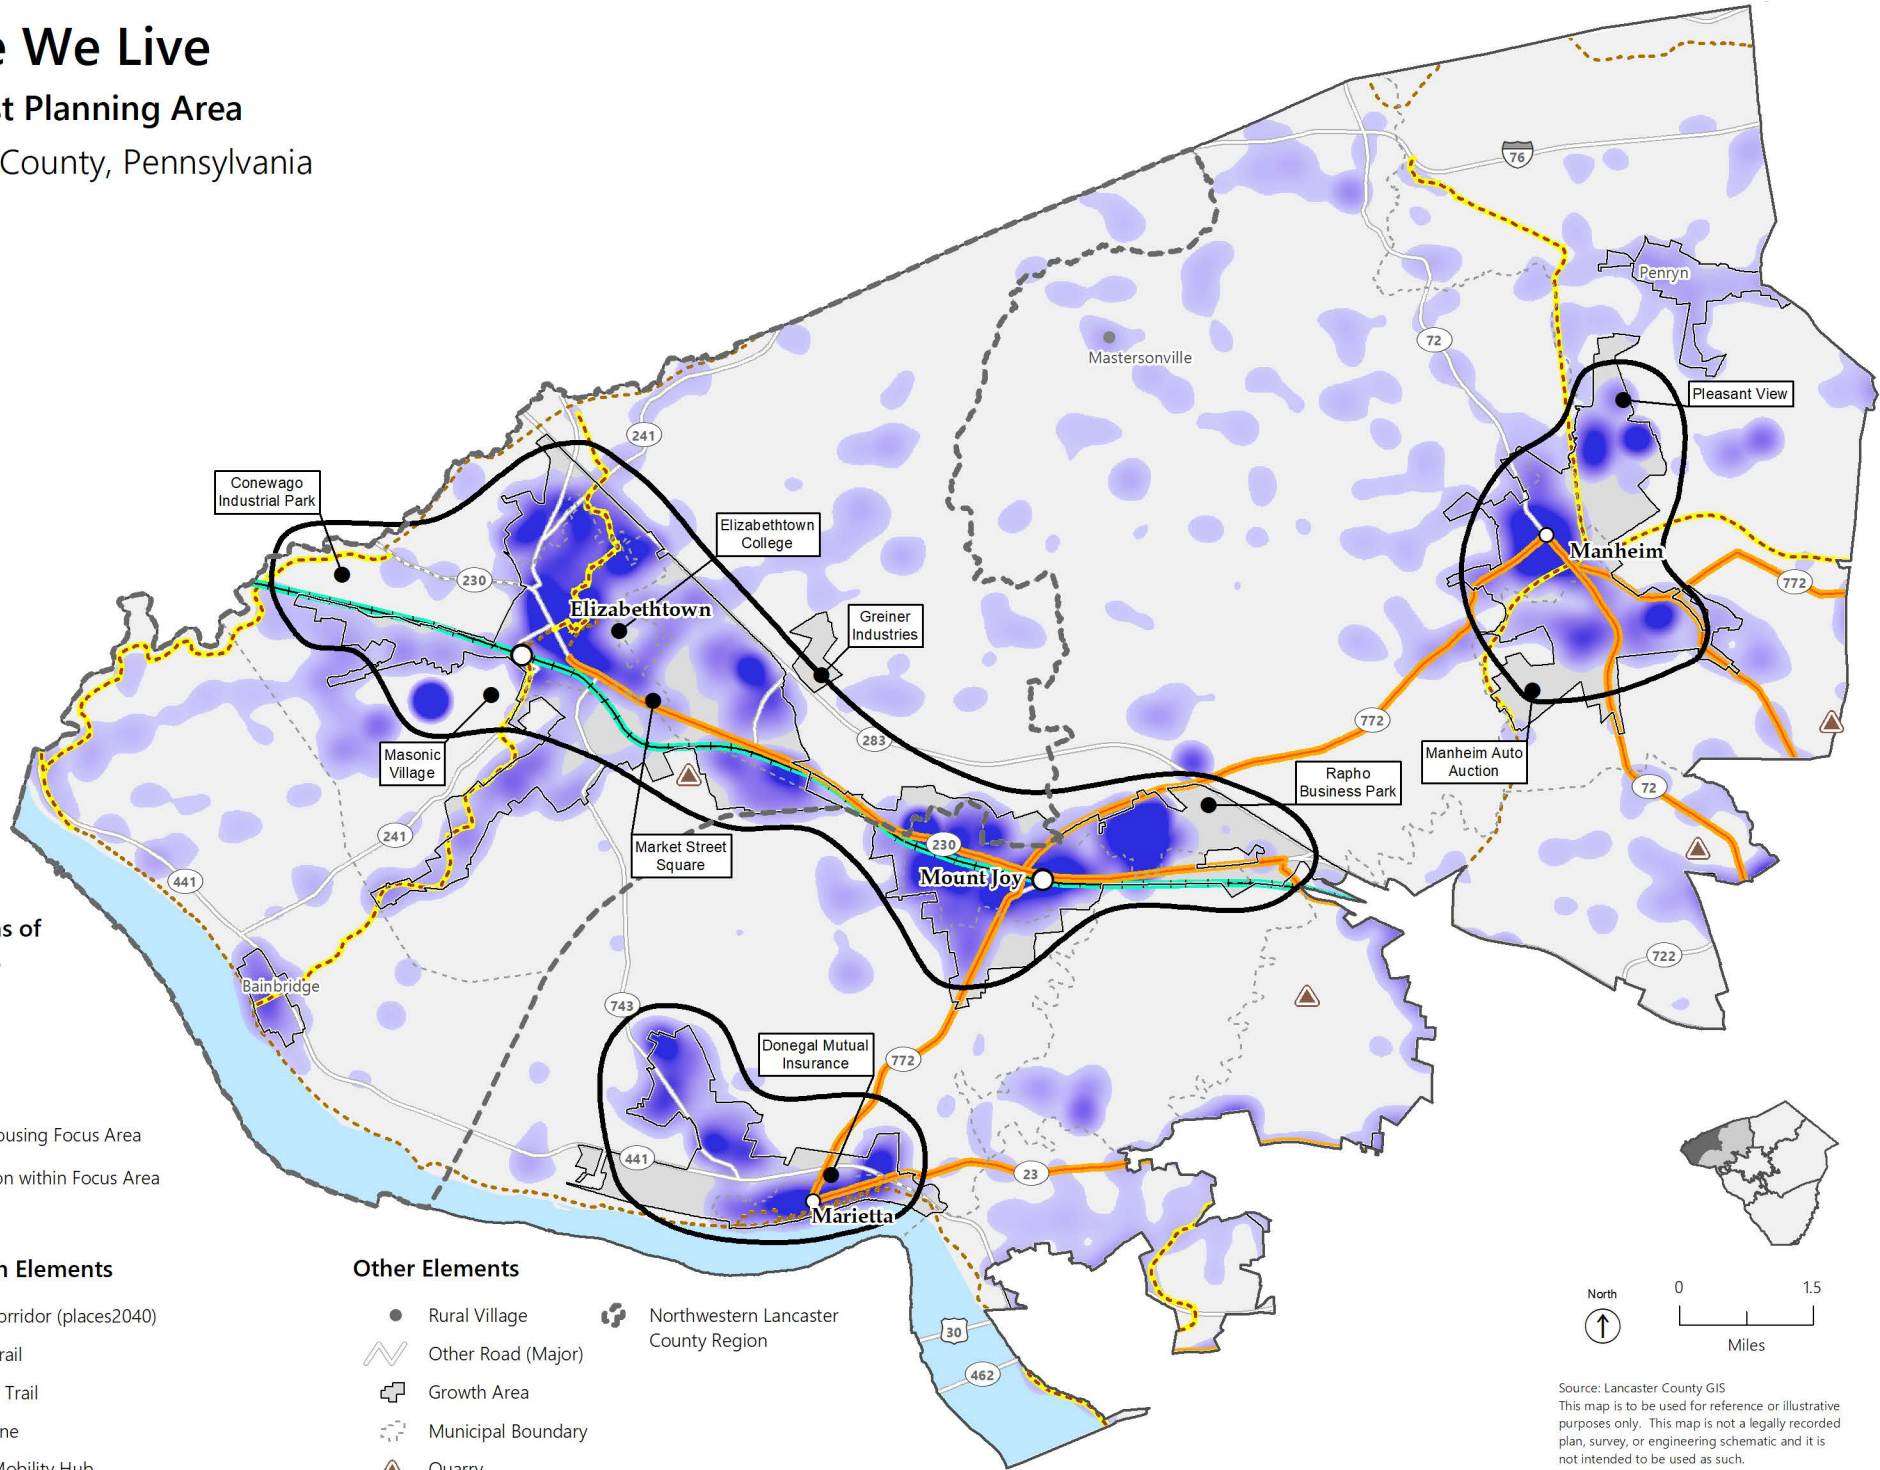 We Live
Planning Area
County, Pennsylvania
76
Penryn
Mastersonville
72
Pleasant View
241
Conewago
Industrial Park
Elizabethtown
College
230
Manheim
772
Elizabethtown
Greiner
Industries
772
283
Masonic
Village
Manheim Auto
Auction
Rapho
Business Park
72
241
Market Street
Square
230
Mount Joy
441
722
Bainbridge
743
Donegal Mutual
Insurance
772
441
23
Marietta
30
462
s of
using Focus Area
n within Focus Area
Elements
orridor (places2040)
rail
Trail
ne
Mobility Hub
Other Elements
Rural Village
Other Road (Major)
Growth Area
Municipal Boundary
Quarry
Northwestern Lancaster
County Region
North
0 1.5
Miles
Source: Lancaster County GIS
This map is to be used for reference or illustrative
purposes only. This map is not a legally recorded
plan, survey, or engineering schematic and it is
not intended to be used as such.